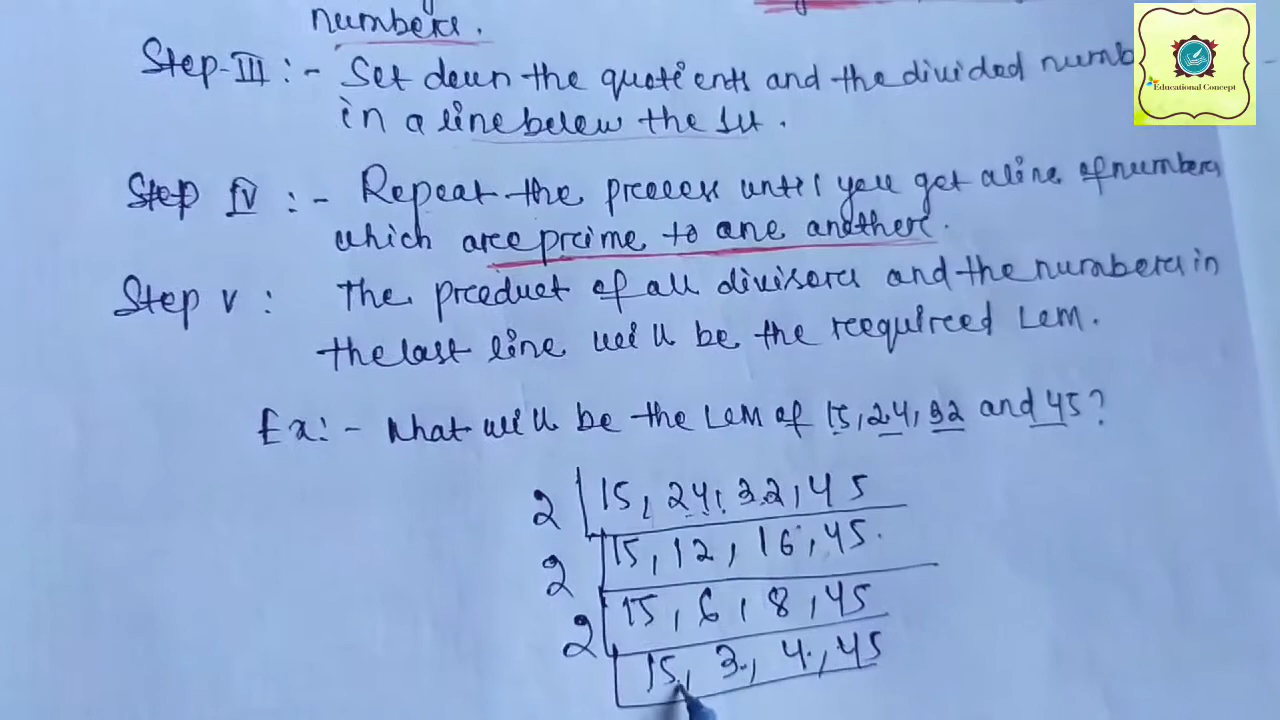 numbers.
Step-III :- Set down the quotients and the divided numb
in a line below the 1st.
Step IV :- Repeat the process until you get a line of numbers
which are prime to one another.
Step V : The product of all divisors and the numbers in
the last line will be the required Lcm.
Ex:- What will be the Lcm of 15, 24, 32 and 45?
2 | 15, 24, 32, 45
2 | 15, 12, 16, 45
2 | 15, 6, 8, 45
15, 3, 4, 45
Educational Concept